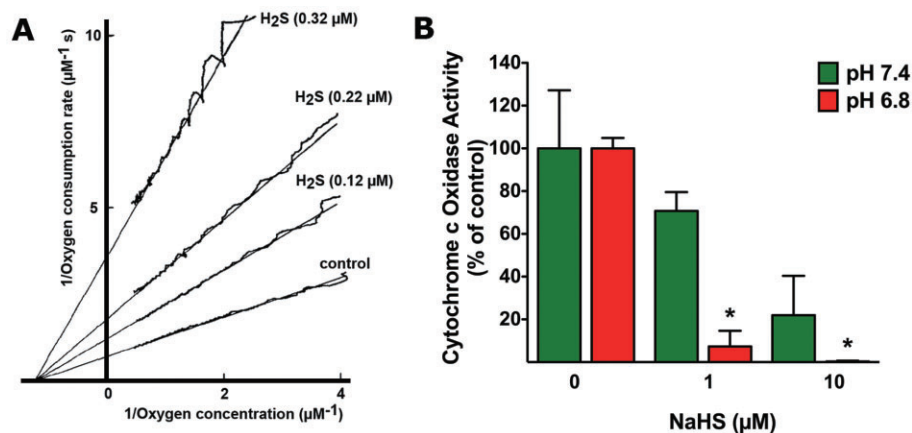 A
1/Oxygen consumption rate (µM⁻¹ s)
10
5
H₂S (0.32 µM)
H₂S (0.22 µM)
H₂S (0.12 µM)
control
0
2
4
1/Oxygen concentration (µM⁻¹)
B
Cytochrome c Oxidase Activity
(% of control)
140
120
100
80
60
40
20
pH 7.4
pH 6.8
*
*
0
1
10
NaHS (µM)